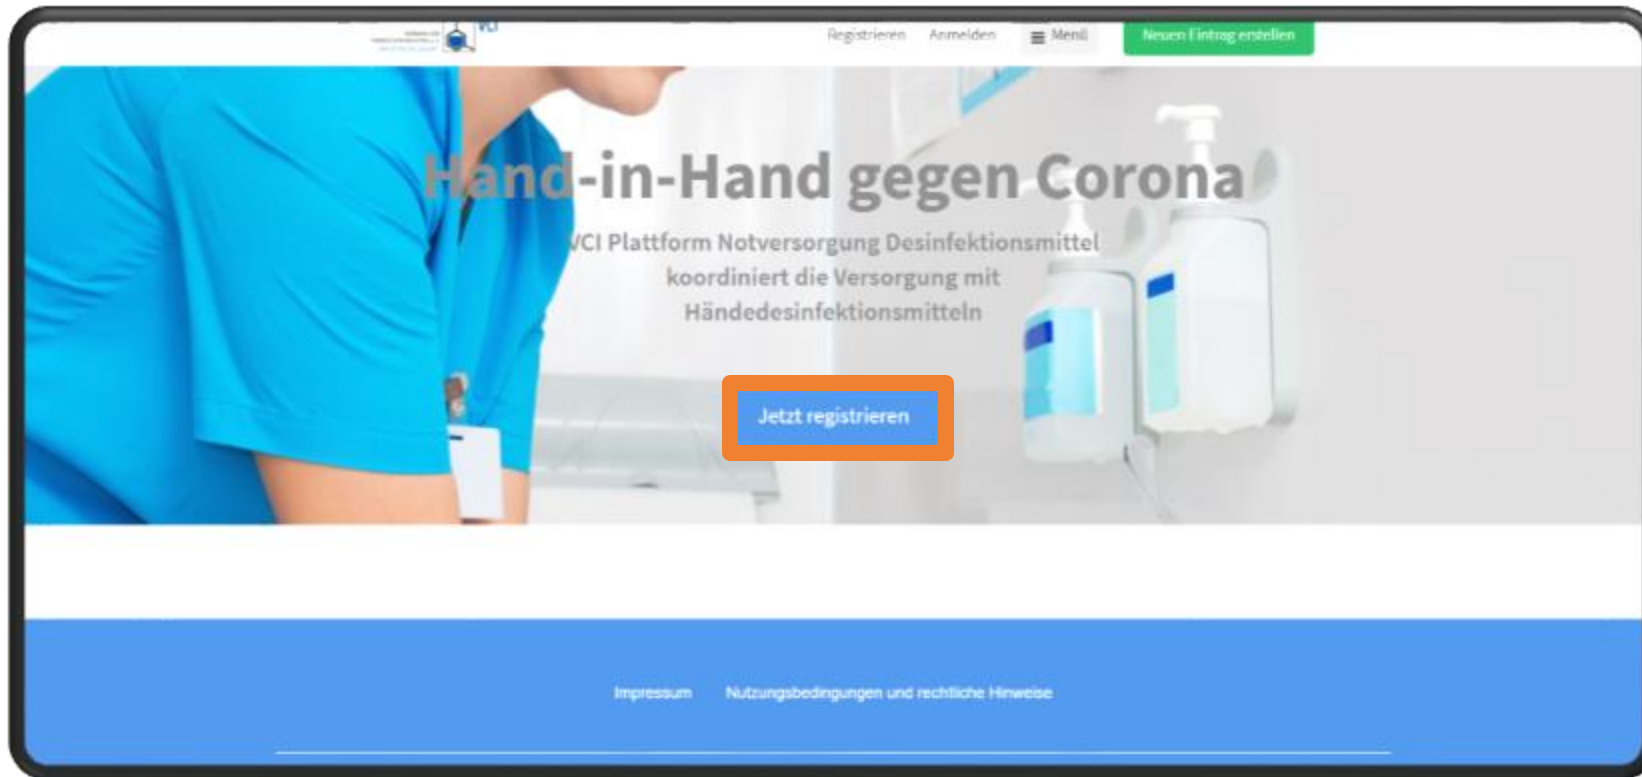 VCI
Registrieren Anmelden Menü Neuen Eintrag erstellen
Hand-in-Hand gegen Corona
VCI Plattform Notversorgung Desinfektionsmittel
koordiniert die Versorgung mit
Händedesinfektionsmitteln
Jetzt registrieren
Impressum Nutzungsbedingungen und rechtliche Hinweise